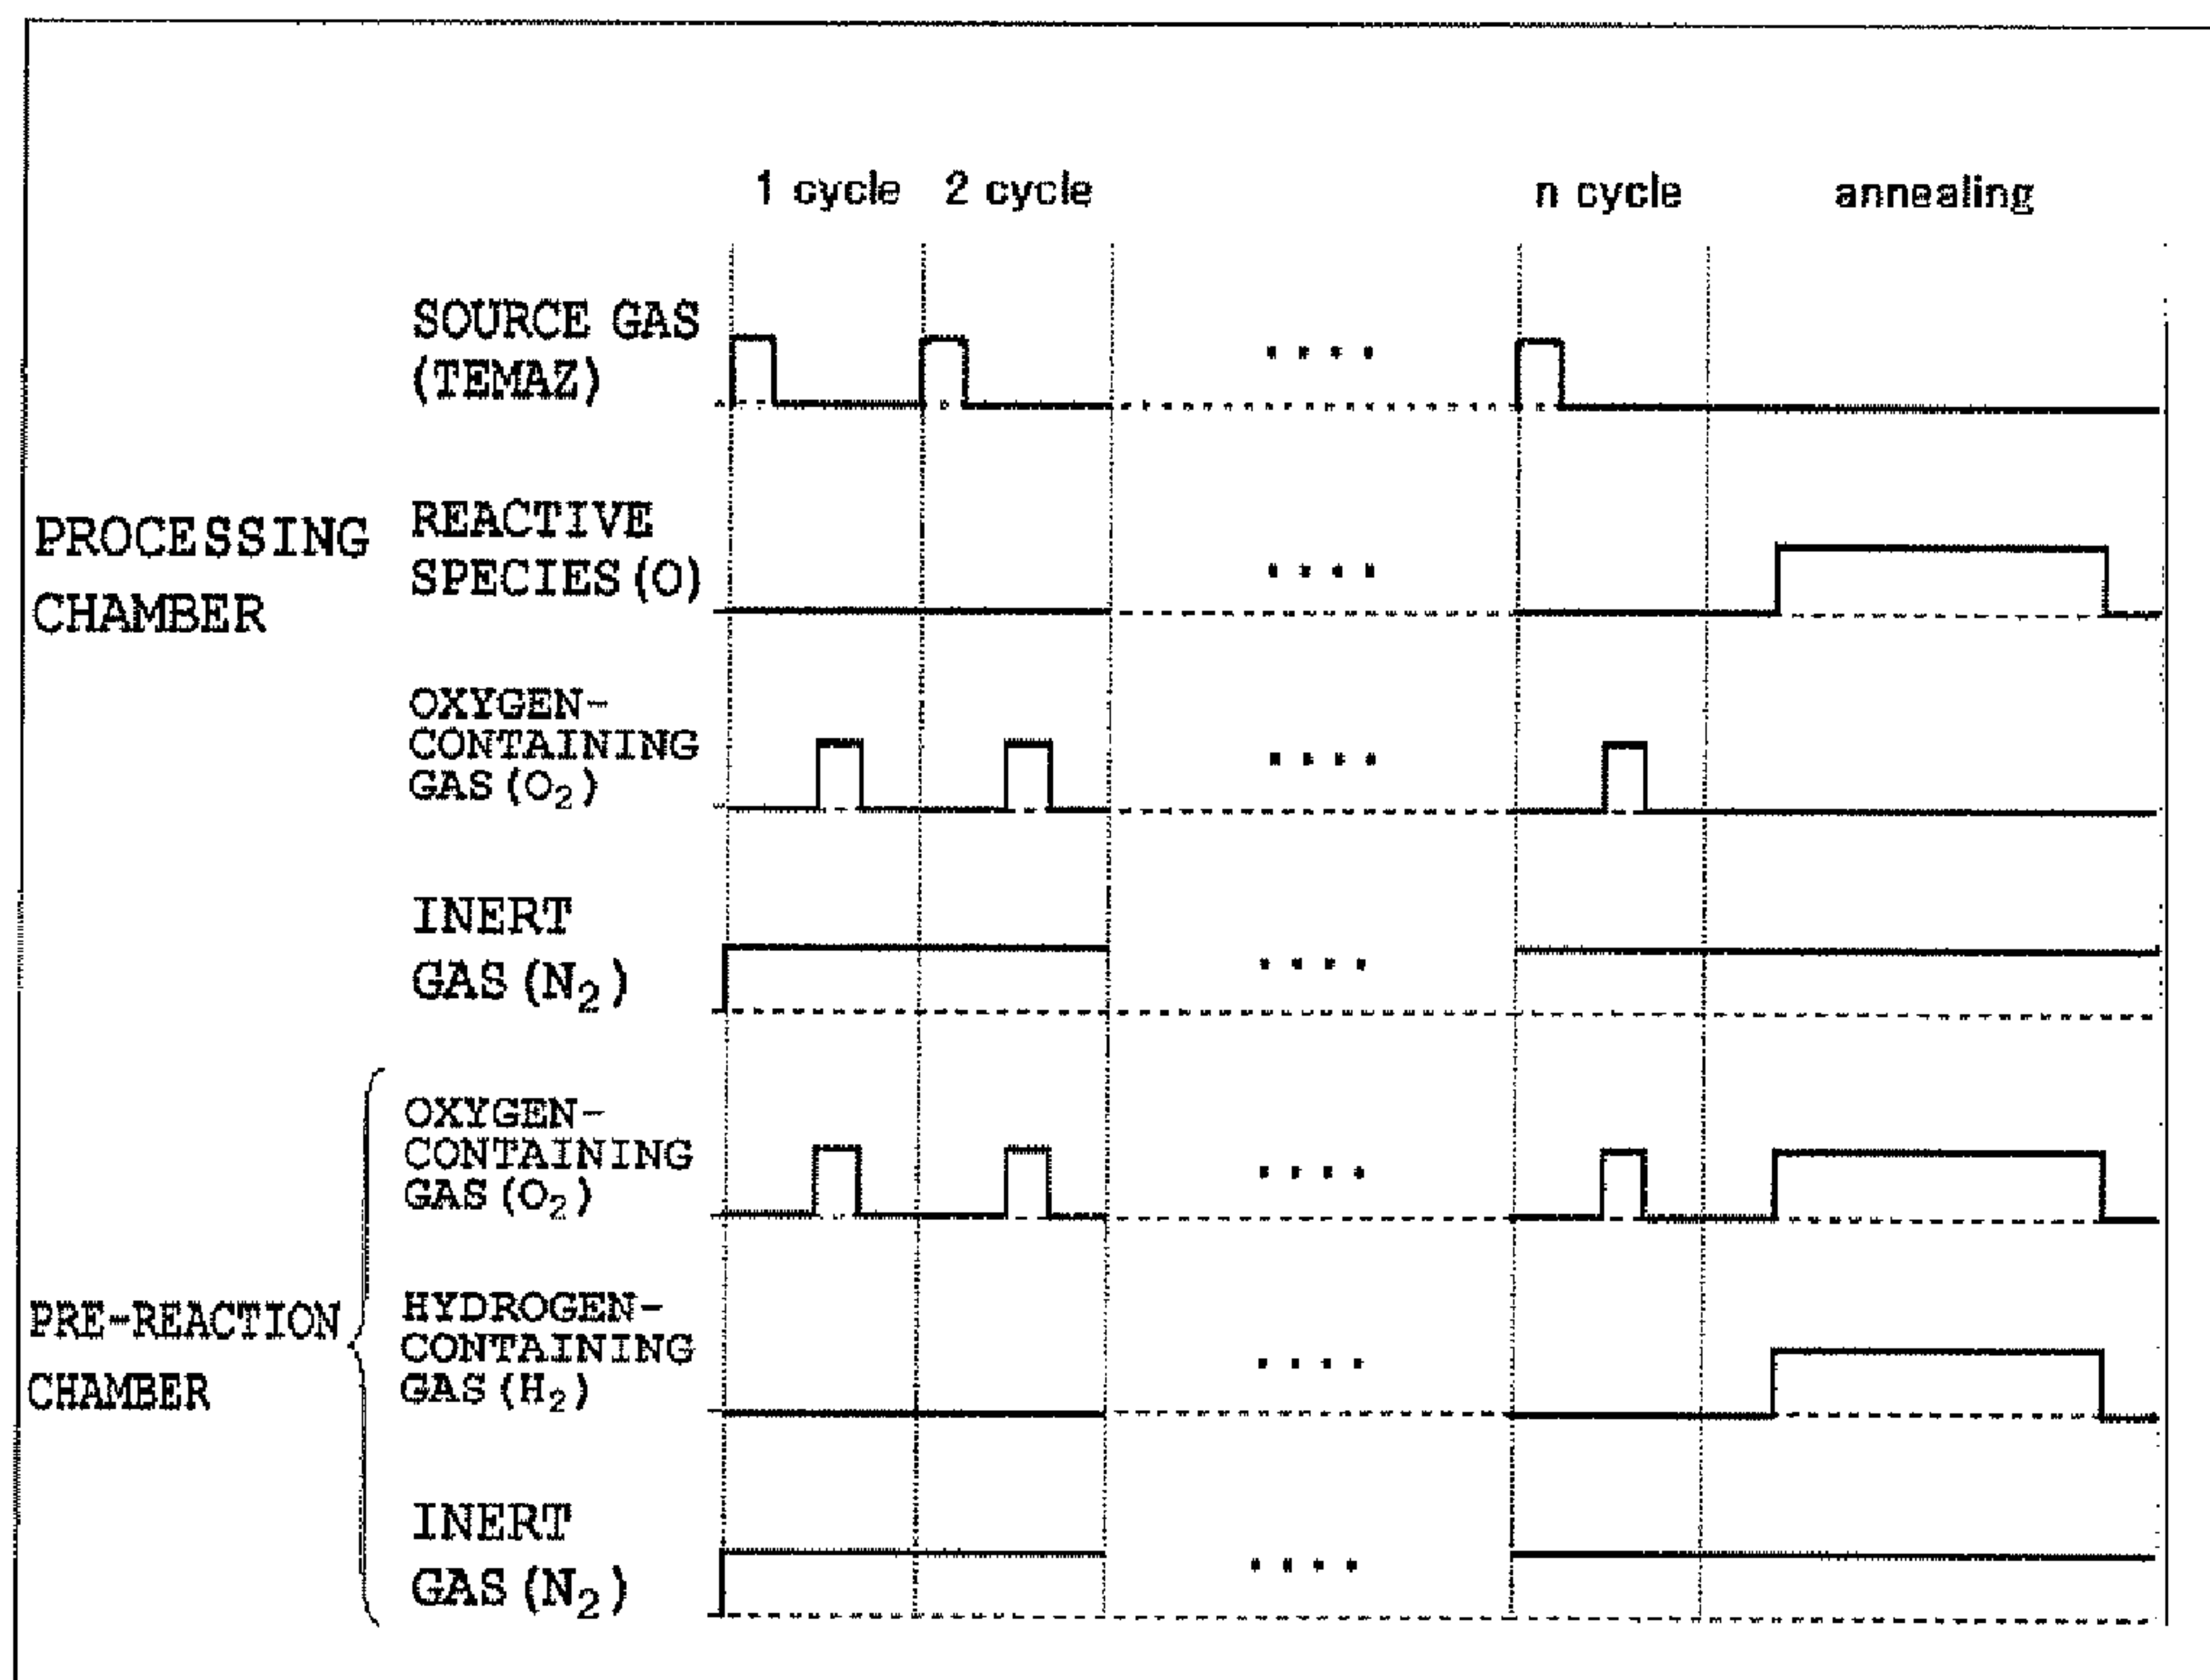 1 cycle 2 cycle n cycle annealing
SOURCE GAS
(TEMAZ)
PROCESSING
CHAMBER
REACTIVE
SPECIES(O)
OXYGEN-
CONTAINING
GAS(O₂)
INERT
GAS(N₂)
PRE-REACTION
CHAMBER
OXYGEN-
CONTAINING
GAS(O₂)
HYDROGEN-
CONTAINING
GAS(H₂)
INERT
GAS(N₂)